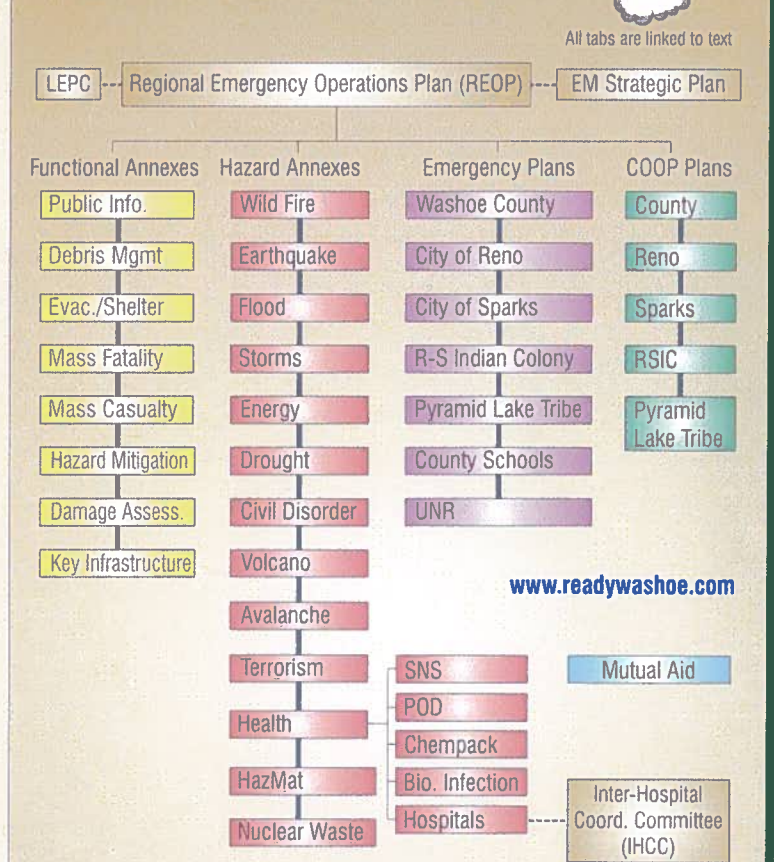 All tabs are linked to text
LEPC
Regional Emergency Operations Plan (REOP)
EM Strategic Plan
Functional Annexes
Public Info.
Debris Mgmt
Evac./Shelter
Mass Fatality
Mass Casualty
Hazard Mitigation
Damage Assess.
Key Infrastructure
Hazard Annexes
Wild Fire
Earthquake
Flood
Storms
Energy
Drought
Civil Disorder
Volcano
Avalanche
Terrorism
Health
HazMat
Nuclear Waste
SNS
POD
Chempack
Bio. Infection
Hospitals
Inter-Hospital
Coord. Committee
(IHCC)
Emergency Plans
Washoe County
City of Reno
City of Sparks
R-S Indian Colony
Pyramid Lake Tribe
County Schools
UNR
COOP Plans
County
Reno
Sparks
RSIC
Pyramid
Lake Tribe
www.readywashoe.com
Mutual Aid